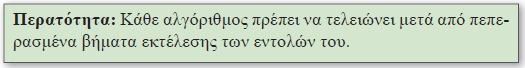 Περατότητα: Κάθε αλγόριθμος πρέπει να τελειώνει μετά από πεπε-
ρασμένα βήματα εκτέλεσης των εντολών του.